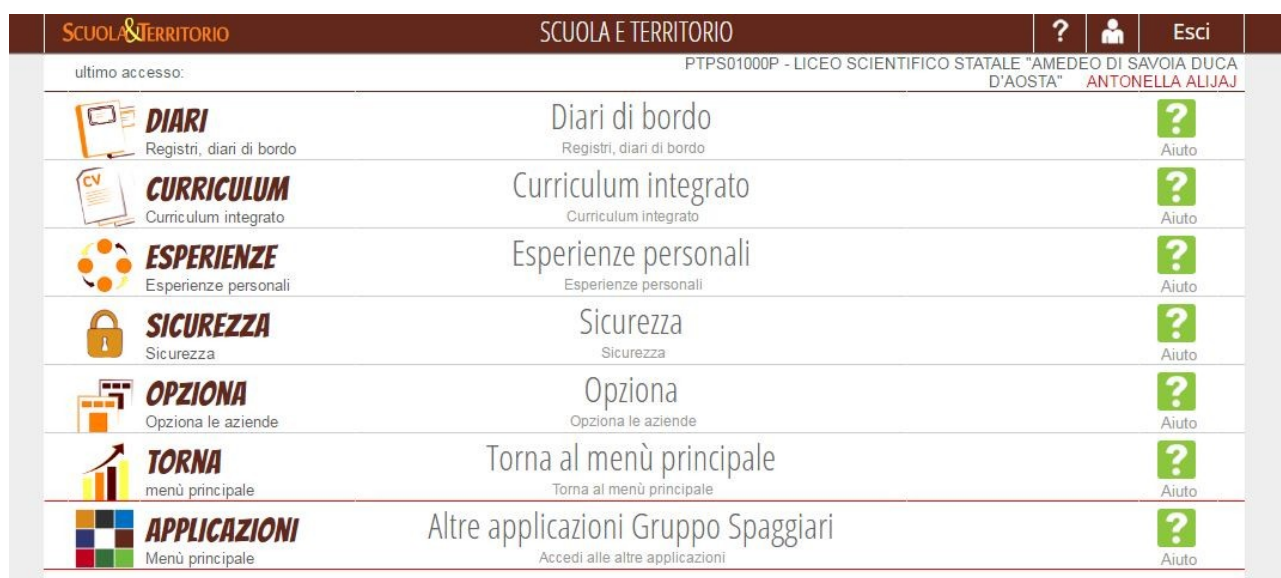 SCUOLA&TERRITORIO SCUOLA E TERRITORIO ? Esci
ultimo accesso: PTPS01000P - LICEO SCIENTIFICO STATALE "AMEDEO DI SAVOIA DUCA
D'AOSTA" ANTONELLA ALIJAJ
DIARI Diari di bordo ?
Registri, diari di bordo Registri, diari di bordo Aiuto
CV CURRICULUM Curriculum integrato ?
Curriculum integrato Curriculum integrato Aiuto
ESPERIENZE Esperienze personali ?
Esperienze personali Esperienze personali Aiuto
SICUREZZA Sicurezza ?
Sicurezza Sicurezza Aiuto
OPZIONA Opziona ?
Opziona le aziende Opziona le aziende Aiuto
TORNA Torna al menù principale ?
menù principale Torna al menù principale Aiuto
APPLICAZIONI Altre applicazioni Gruppo Spaggiari ?
Menù principale Accedi alle altre applicazioni Aiuto